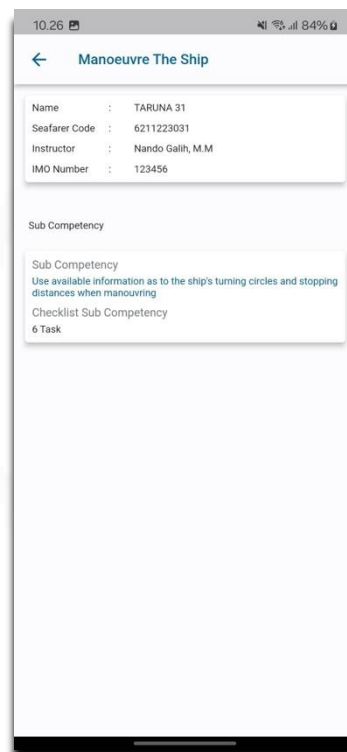 10.26 84%
Manoeuvre The Ship
Name : TARUNA 31
Seafarer Code : 6211223031
Instructor : Nando Galih, M.M
IMO Number : 123456
Sub Competency
Sub Competency
Use available information as to the ship's turning circles and stopping
distances when manouvring
Checklist Sub Competency
6 Task